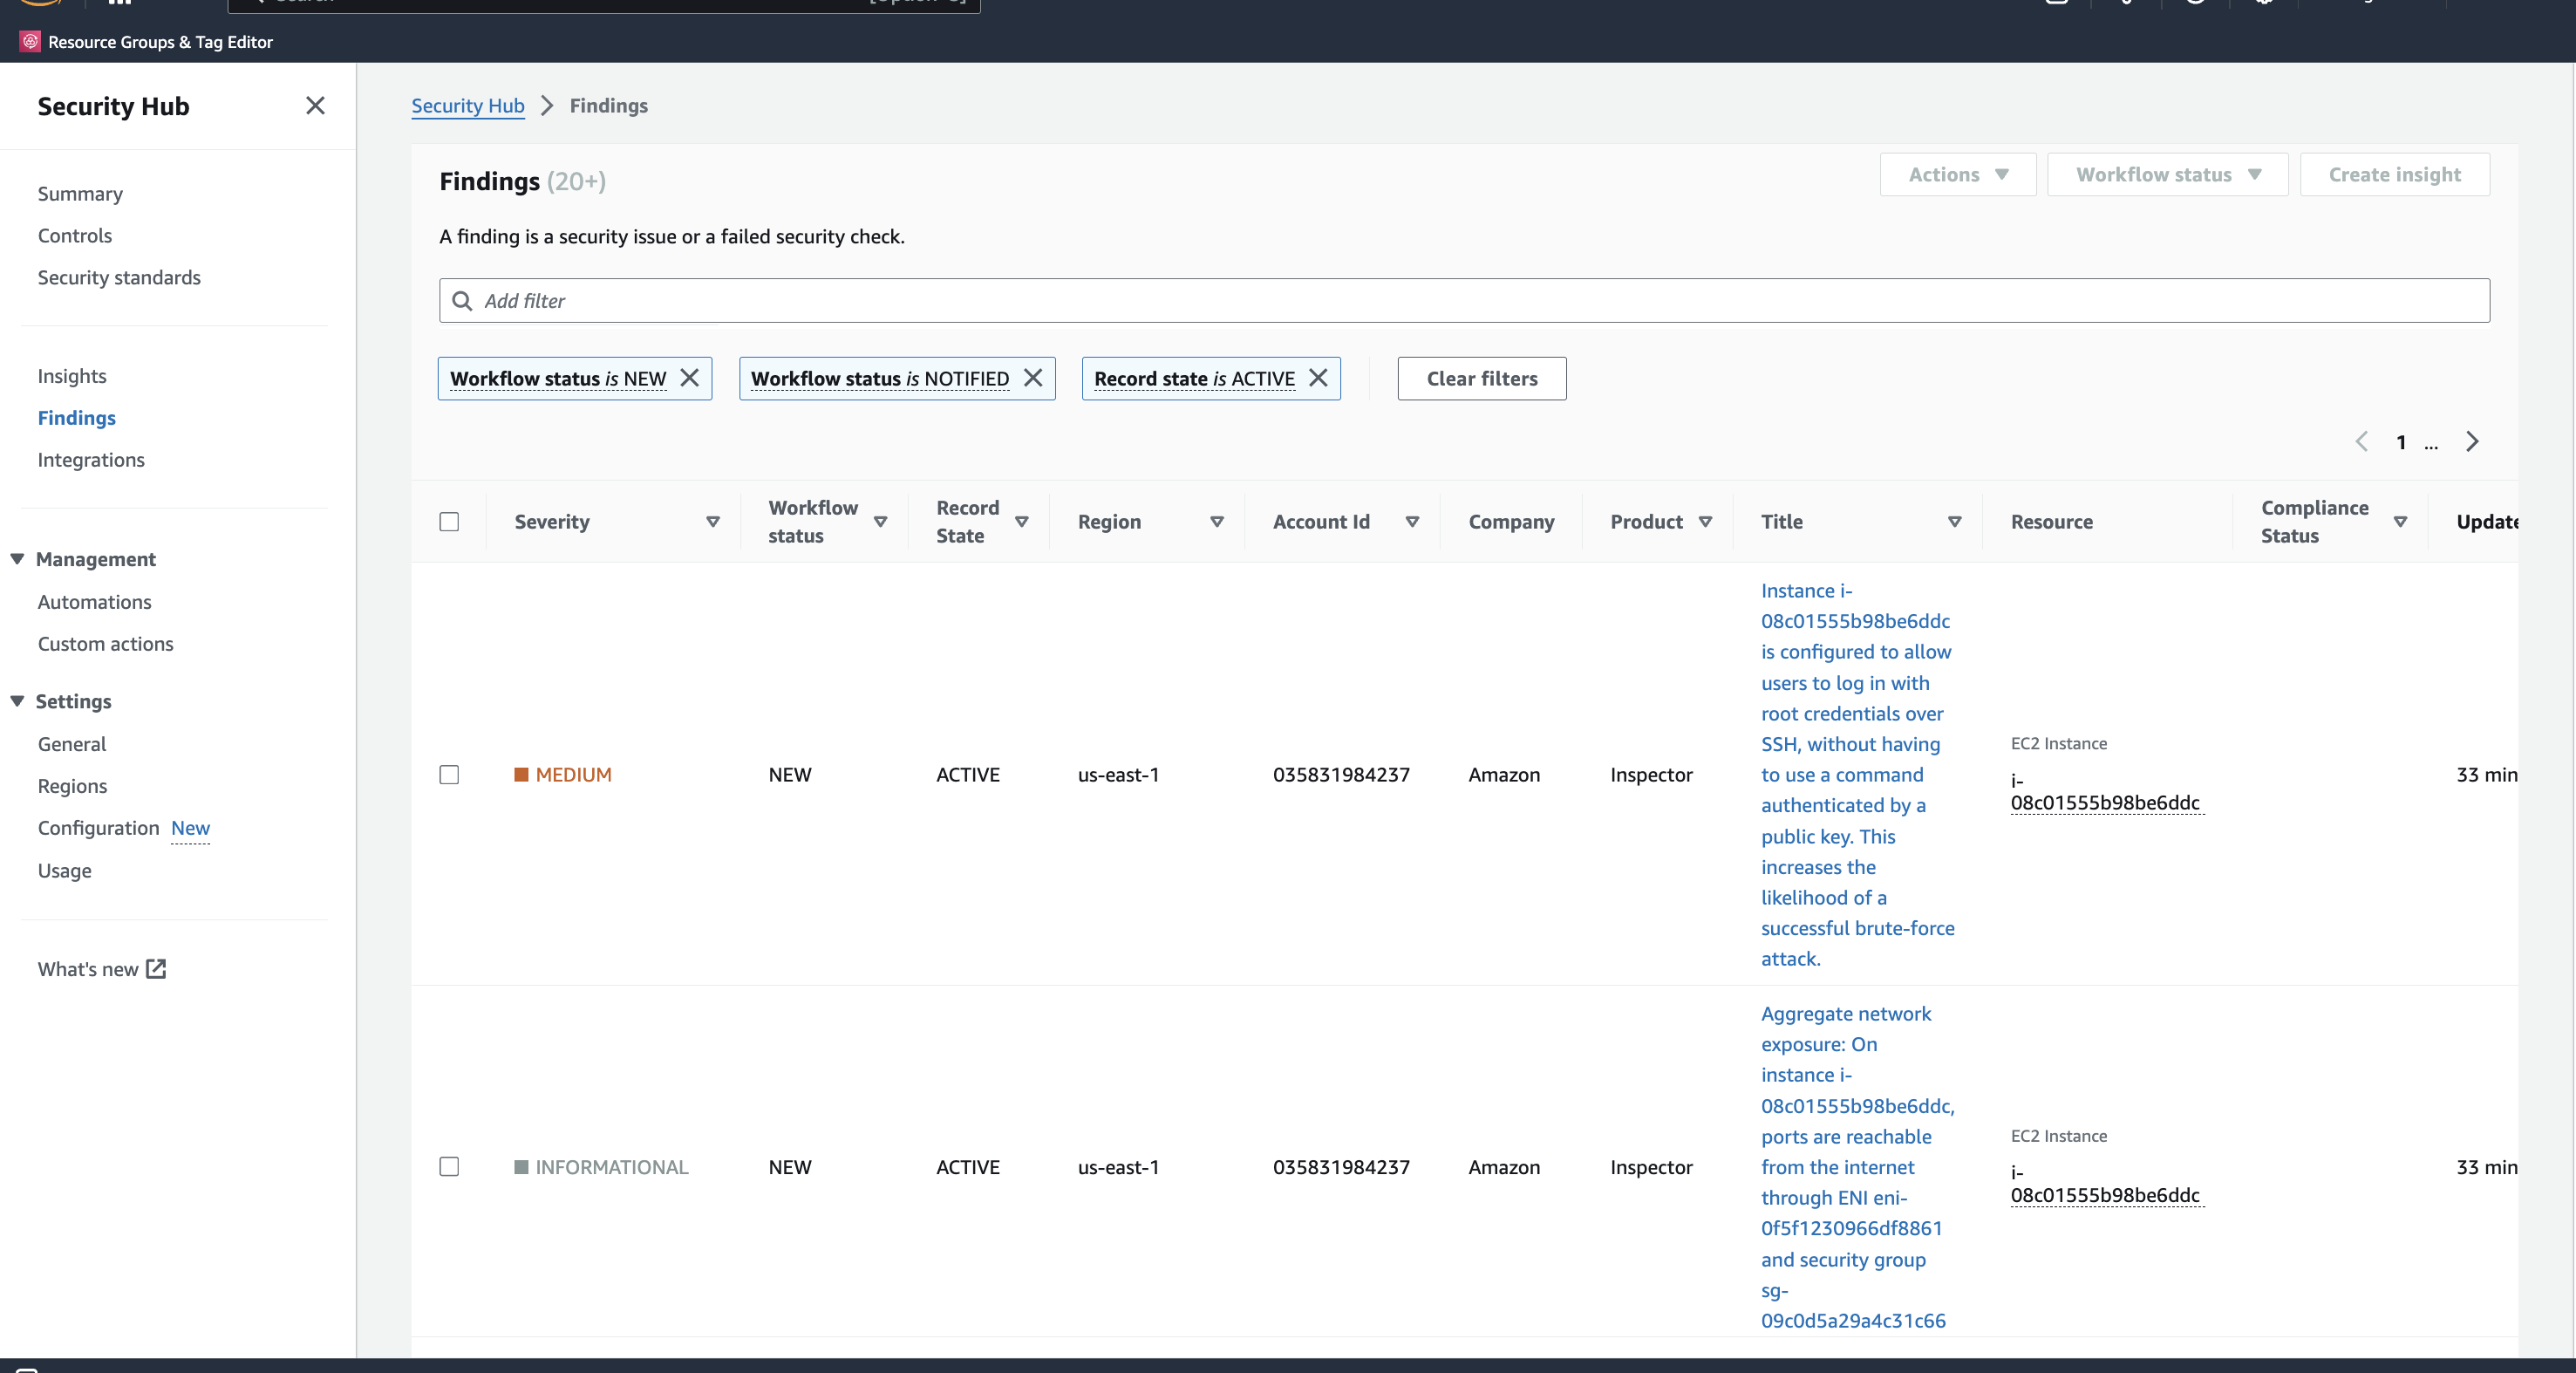 Resource Groups & Tag Editor
Security Hub
Summary
Controls
Security standards
Insights
Findings
Integrations
Management
Automations
Custom actions
Settings
General
Regions
Configuration New
Usage
What's new
Security Hub > Findings
Findings (20+)
Actions
Workflow status
Create insight
A finding is a security issue or a failed security check.
Add filter
Workflow status is NEW
Workflow status is NOTIFIED
Record state is ACTIVE
Clear filters
1 ...
Severity
Workflow
status
Record
State
Region
Account Id
Company
Product
Title
Resource
Compliance
Status
MEDIUM
NEW
ACTIVE
us-east-1
035831984237
Amazon
Inspector
Instance i-
08c01555b98be6ddc
is configured to allow
users to log in with
root credentials over
SSH, without having
to use a command
authenticated by a
public key. This
increases the
likelihood of a
successful brute-force
attack.
EC2 Instance
i-
08c01555b98be6ddc
33 min
INFORMATIONAL
NEW
ACTIVE
us-east-1
035831984237
Amazon
Inspector
Aggregate network
exposure: On
instance i-
08c01555b98be6ddc,
ports are reachable
from the internet
through ENI eni-
0f5f1230966df8861
and security group
sg-
09c0d5a29a4c31c66
EC2 Instance
i-
08c01555b98be6ddc
33 min